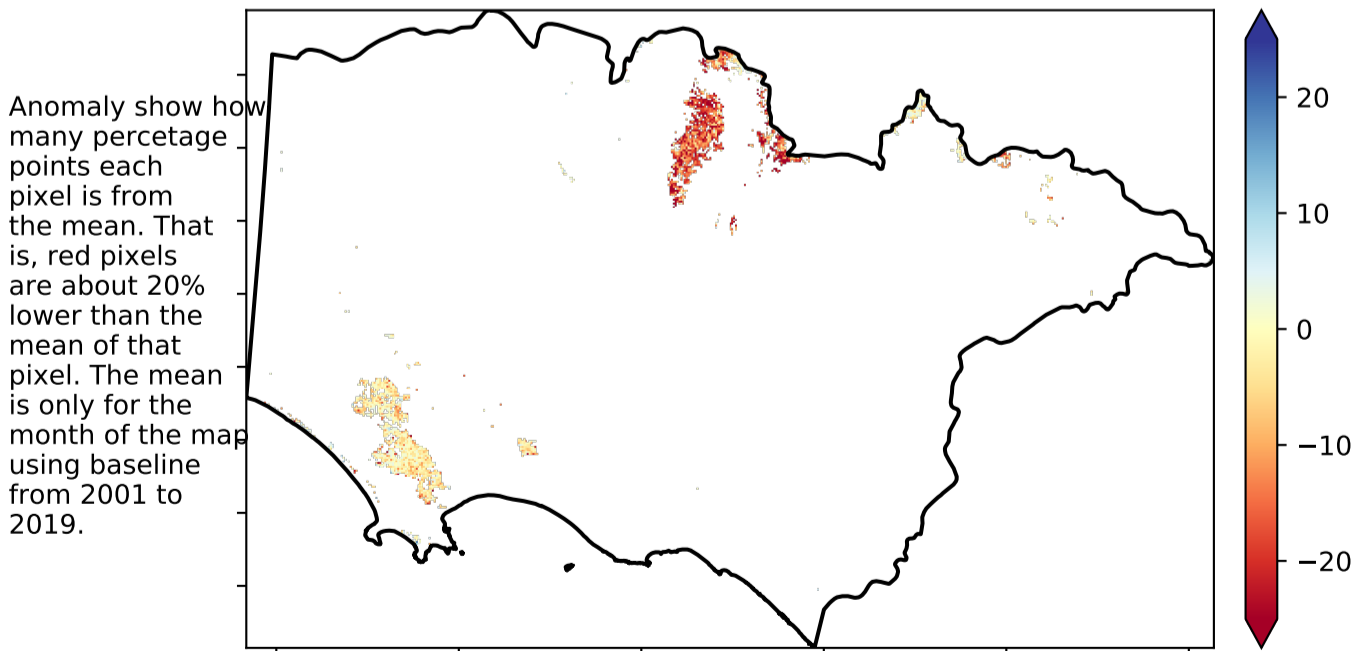 Anomaly show how
many percetage
points each
pixel is from
the mean. That
is, red pixels
are about 20%
lower than the
mean of that
pixel. The mean
is only for the
month of the map
using baseline
from 2001 to
2019.
20
10
0
−10
−20